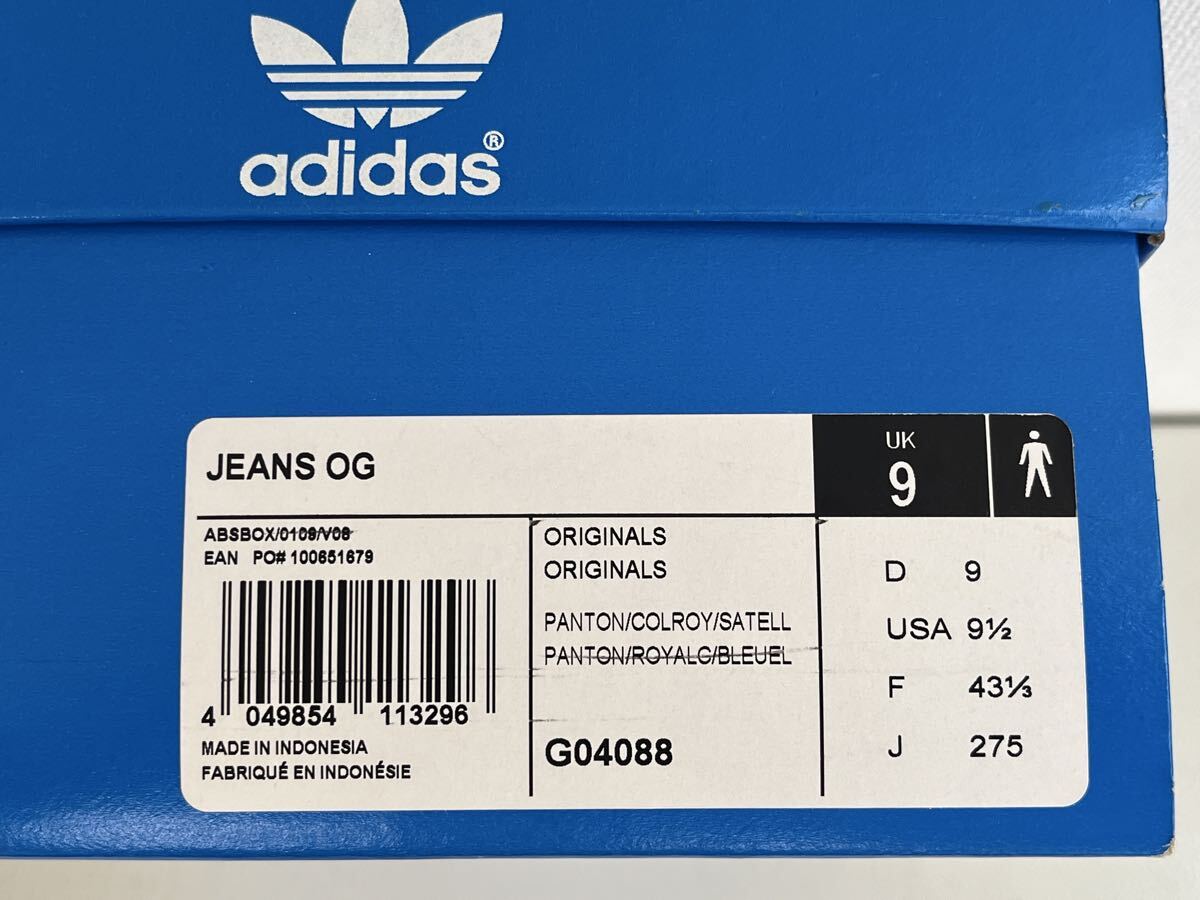 adidas®
JEANS OG
UK
9
ABSBOX/0109/V08
EAN PO# 100651679
4 049854 113296
MADE IN INDONESIA
FABRIQUÉ EN INDONÉSIE
ORIGINALS
ORIGINALS
PANTON/COLROY/SATELL
PANTON/ROYALC/BLEUEL
G04088
D 9
USA 9½
F 43⅓
J 275